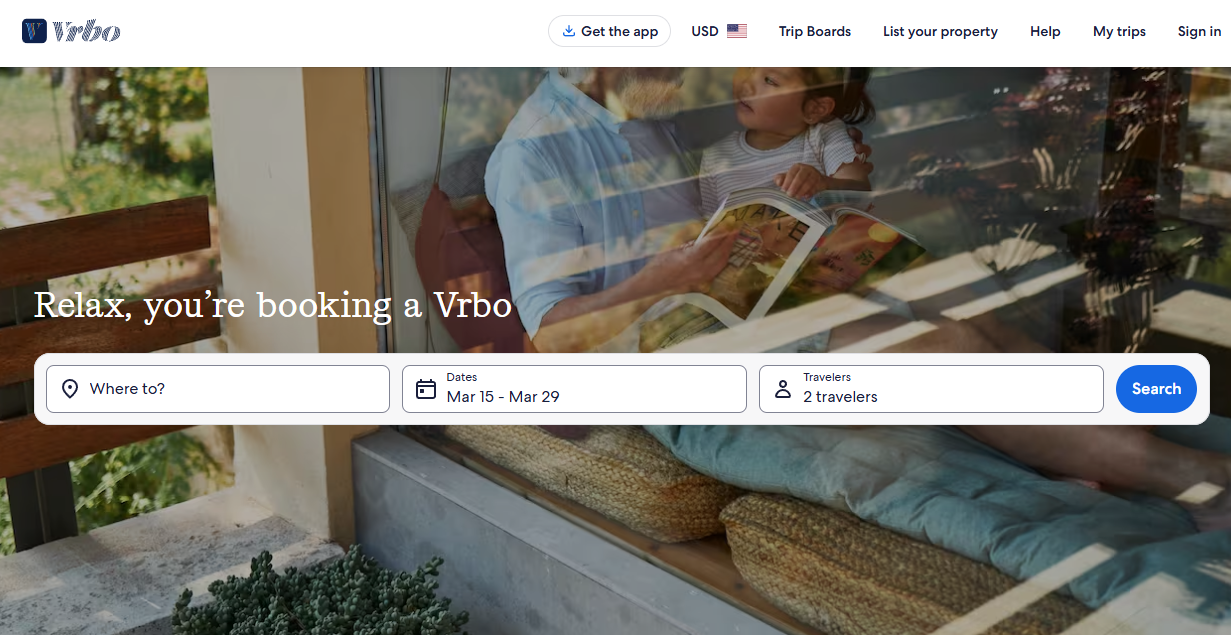 Vrbo
Get the app
USD
Trip Boards
List your property
Help
My trips
Sign in
Relax, you’re booking a Vrbo
Where to?
Dates
Mar 15 - Mar 29
Travelers
2 travelers
Search